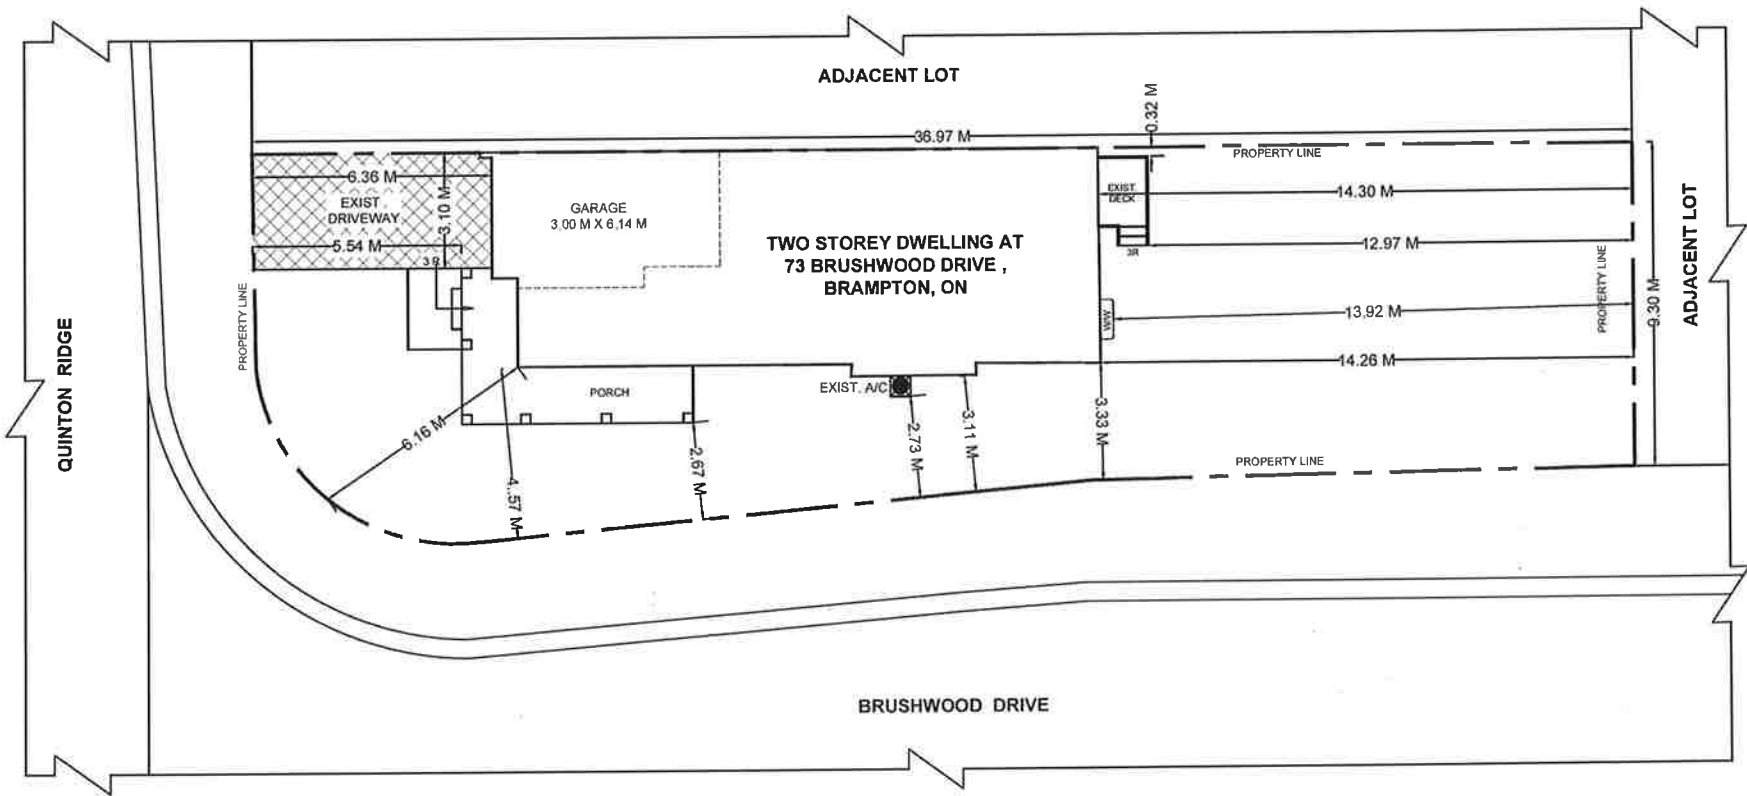 ADJACENT LOT
0.32 M
36.97 M
PROPERTY LINE
6.36 M
EXIST.
DRIVEWAY
3.10 M
5.54 M
3 R
GARAGE
3.00 M X 6.14 M
TWO STOREY DWELLING AT
73 BRUSHWOOD DRIVE ,
BRAMPTON, ON
EXIST.
DECK
3R
14.30 M
12.97 M
WW
13.92 M
14.26 M
PROPERTY LINE
9.30 M
ADJACENT LOT
QUINTON RIDGE
PROPERTY LINE
PORCH
EXIST. A/C
6.16 M
4..57 M
2.67 M
2.73 M
3.11 M
3.33 M
PROPERTY LINE
BRUSHWOOD DRIVE